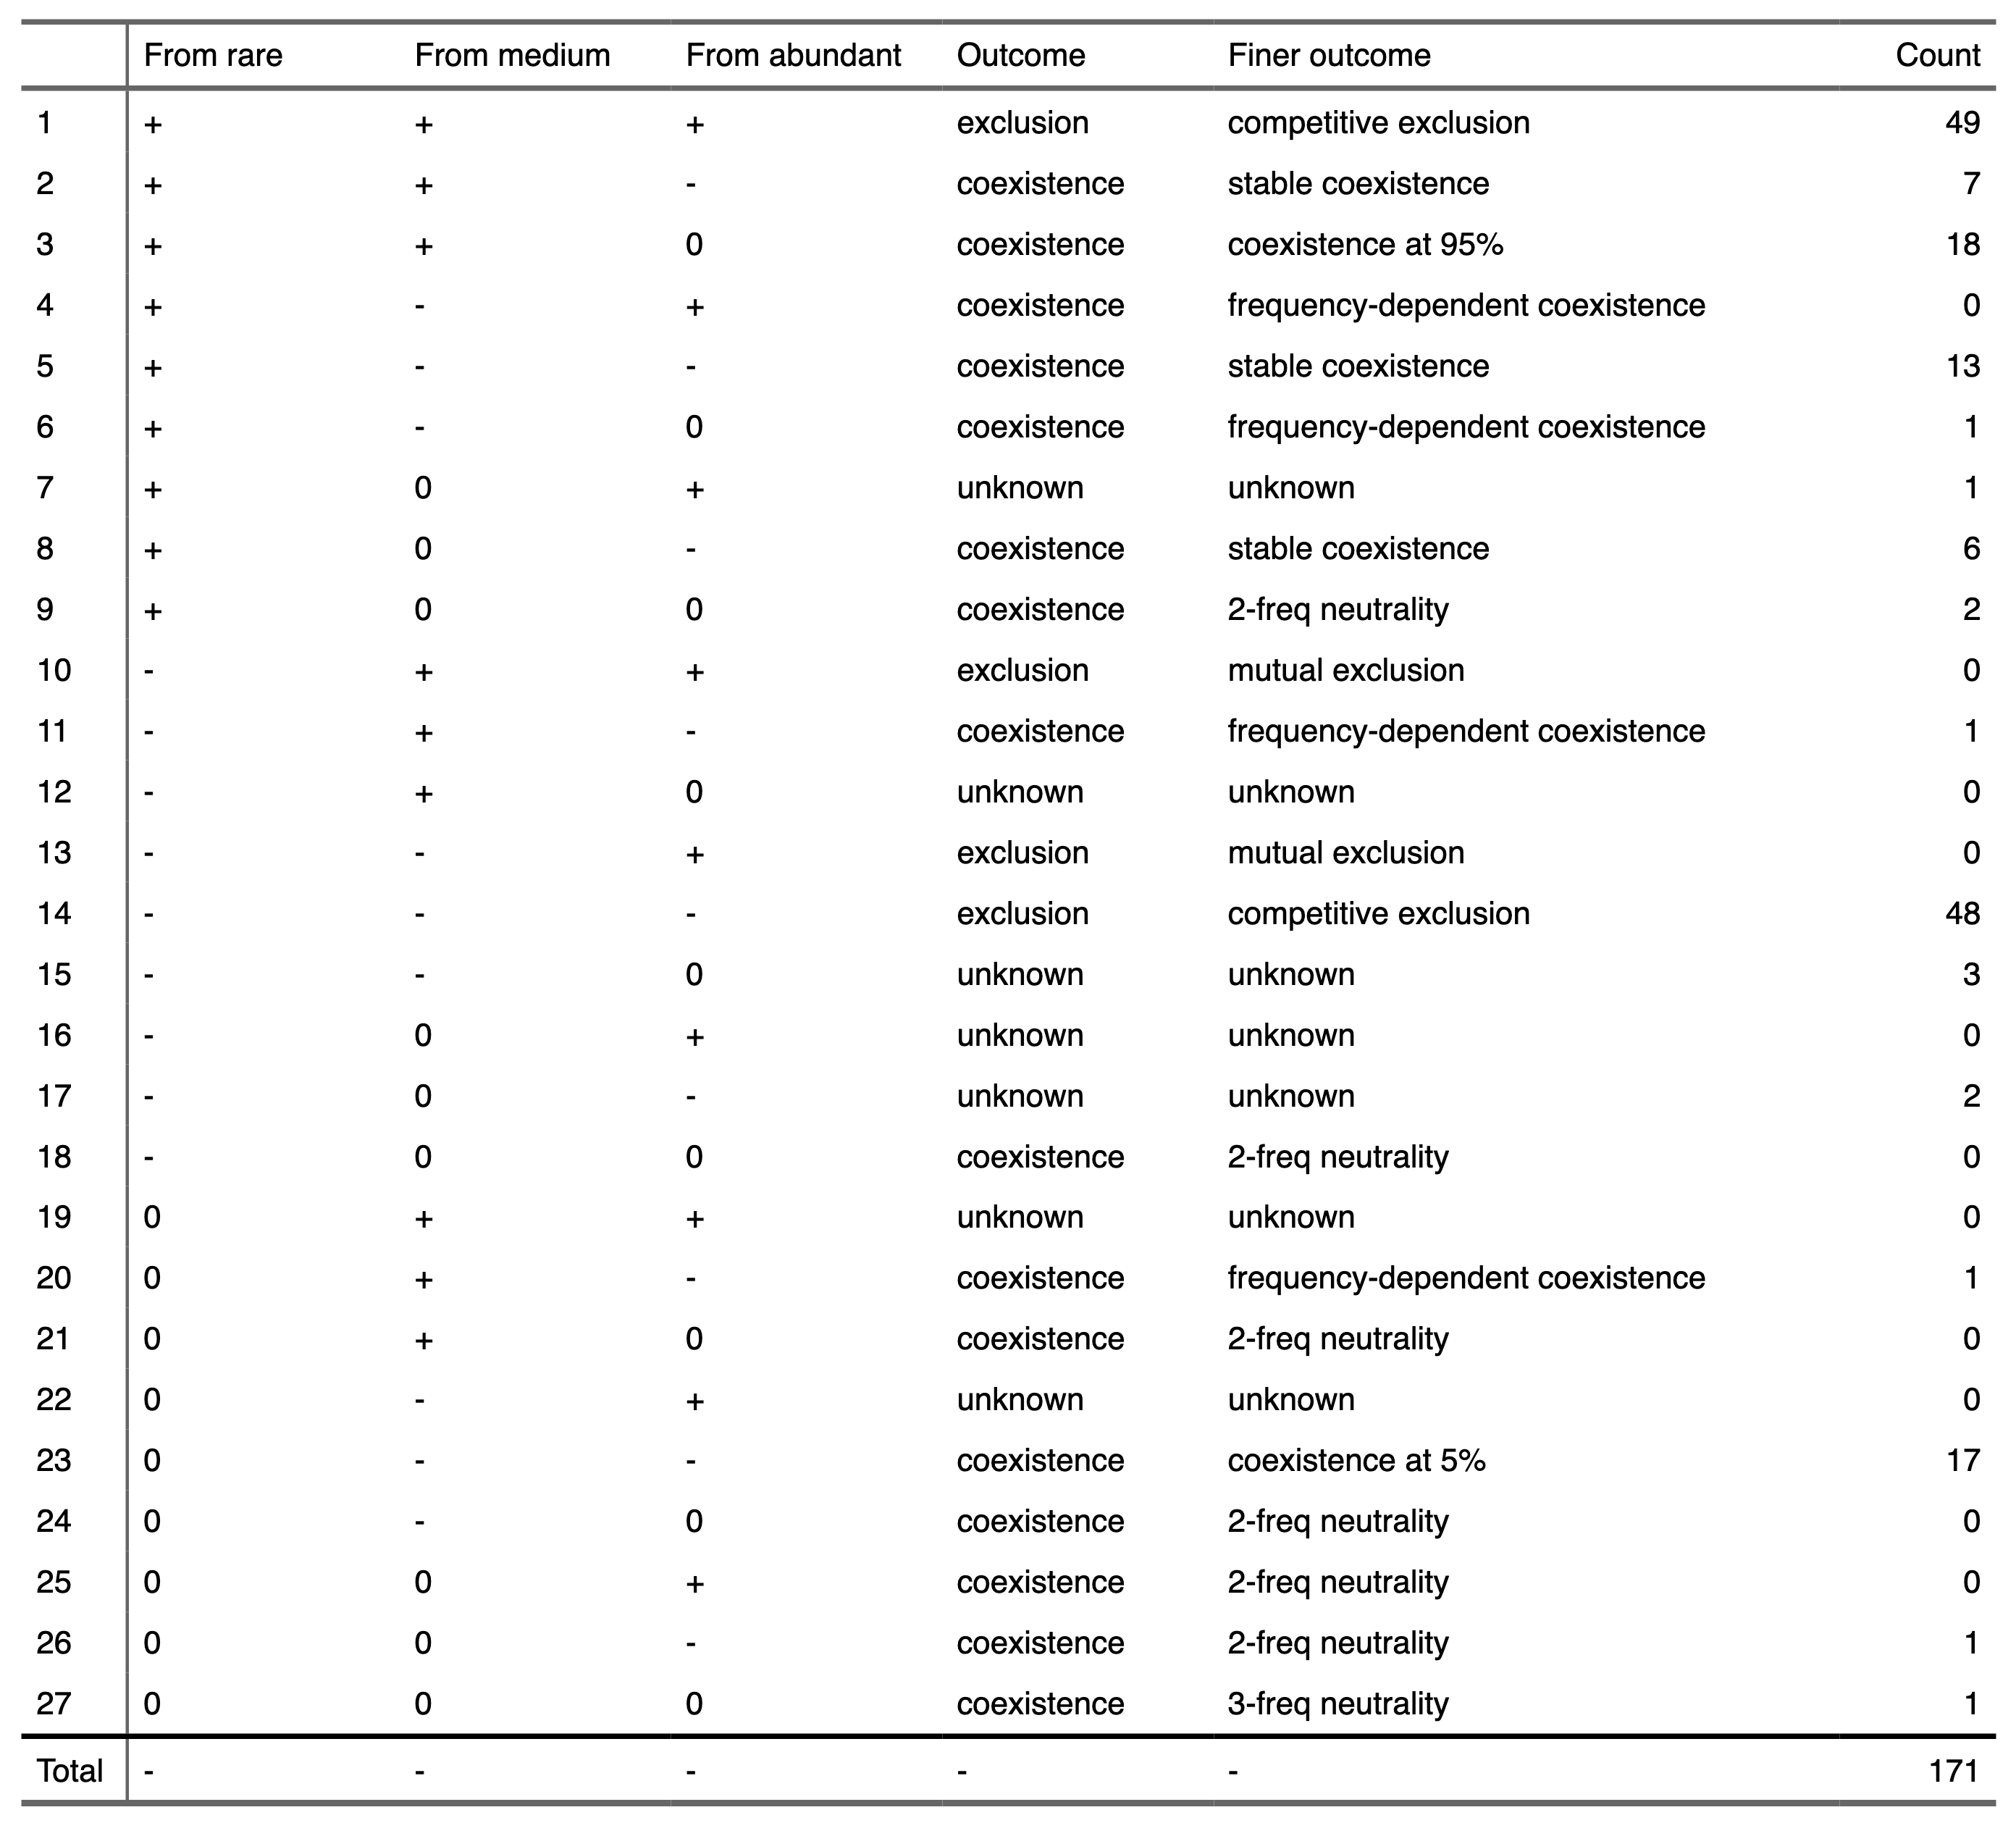 From rare From medium From abundant Outcome Finer outcome Count
1 + + + exclusion competitive exclusion 49
2 + + - coexistence stable coexistence 7
3 + + 0 coexistence coexistence at 95% 18
4 + - + coexistence frequency-dependent coexistence 0
5 + - - coexistence stable coexistence 13
6 + - 0 coexistence frequency-dependent coexistence 1
7 + 0 + unknown unknown 1
8 + 0 - coexistence stable coexistence 6
9 + 0 0 coexistence 2-freq neutrality 2
10 - + + exclusion mutual exclusion 0
11 - + - coexistence frequency-dependent coexistence 1
12 - + 0 unknown unknown 0
13 - - + exclusion mutual exclusion 0
14 - - - exclusion competitive exclusion 48
15 - - 0 unknown unknown 3
16 - 0 + unknown unknown 0
17 - 0 - unknown unknown 2
18 - 0 0 coexistence 2-freq neutrality 0
19 0 + + unknown unknown 0
20 0 + - coexistence frequency-dependent coexistence 1
21 0 + 0 coexistence 2-freq neutrality 0
22 0 - + unknown unknown 0
23 0 - - coexistence coexistence at 5% 17
24 0 - 0 coexistence 2-freq neutrality 0
25 0 0 + coexistence 2-freq neutrality 0
26 0 0 - coexistence 2-freq neutrality 1
27 0 0 0 coexistence 3-freq neutrality 1
Total - - - - - 171